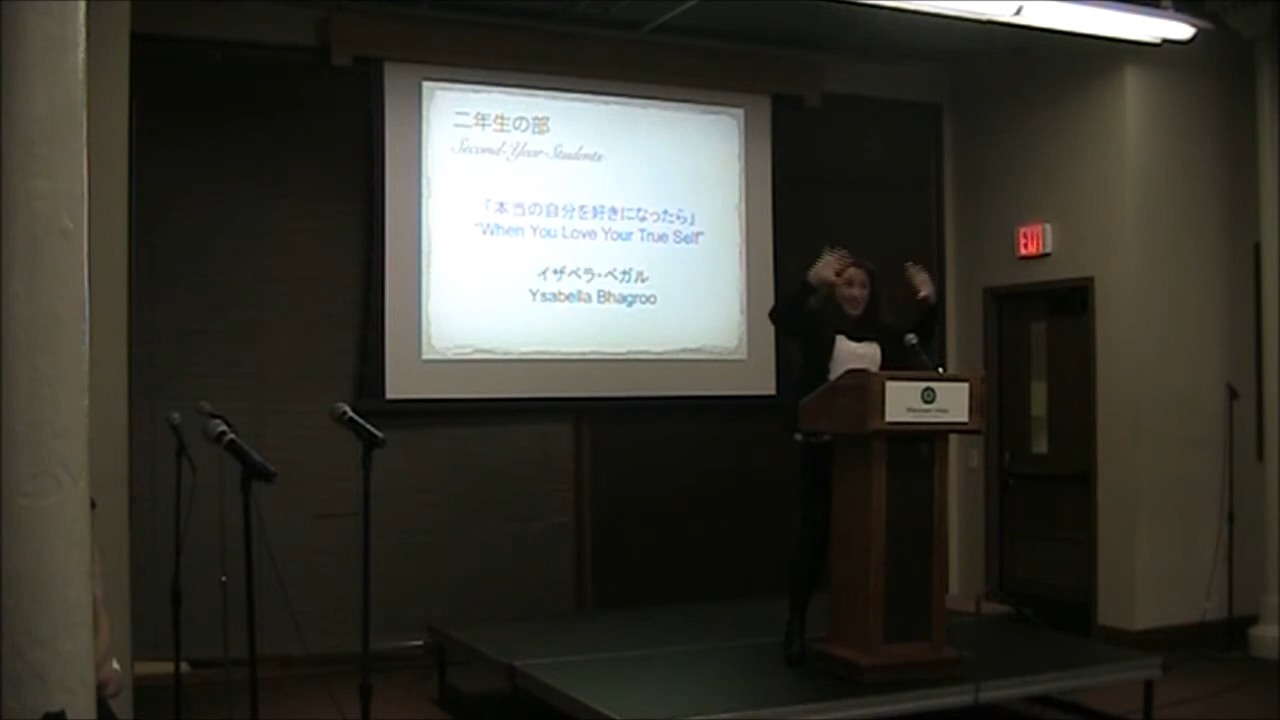 二年生の部
Second-Year Students
「本当の自分を好きになったら」
"When You Love Your True Self"
イザベラ・ベガル
Ysabella Bhagroo
EXIT